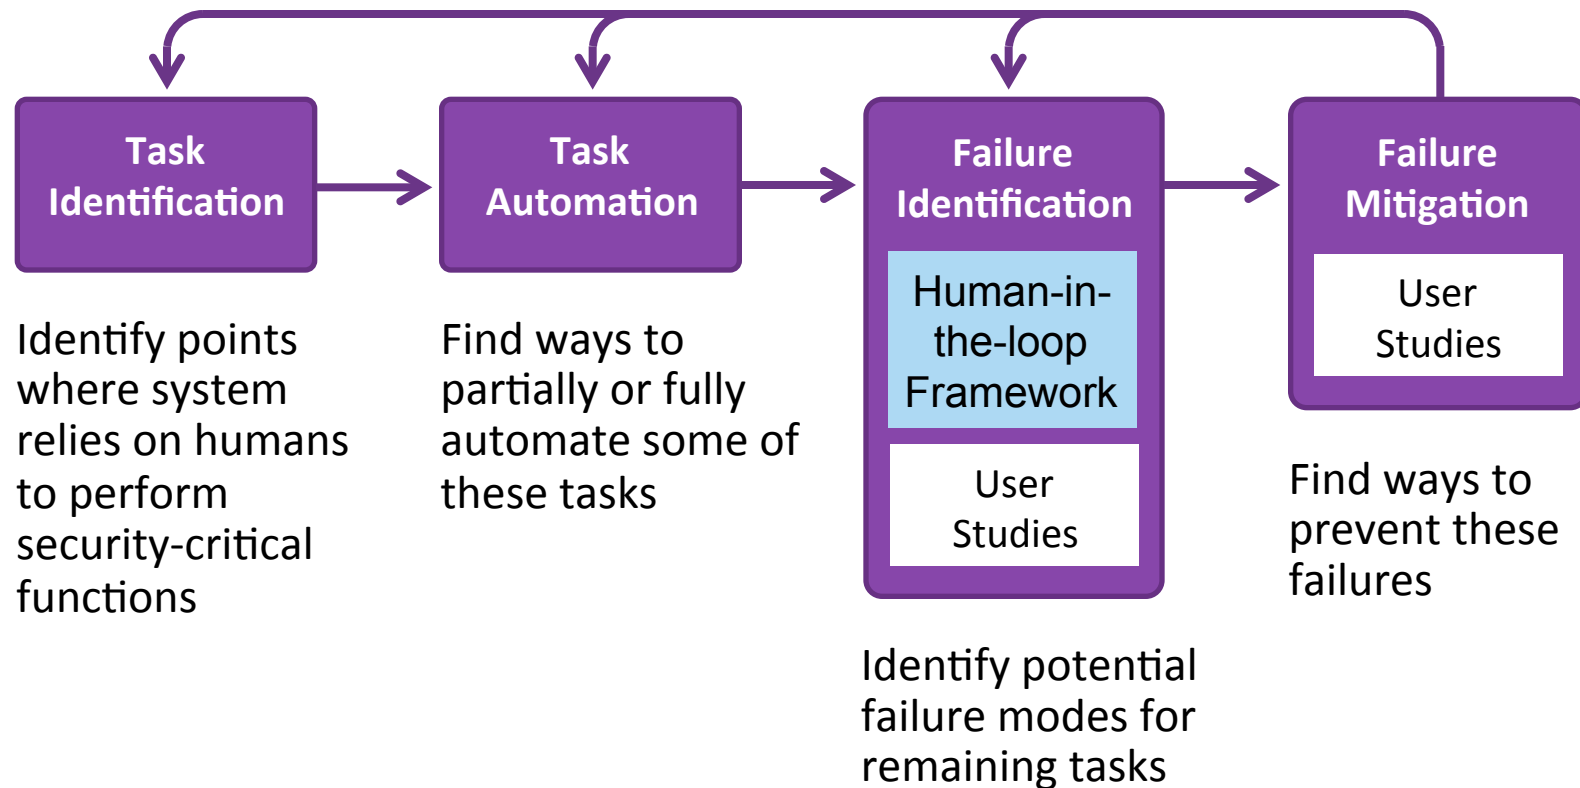 Task
Identification
Identify points
where system
relies on humans
to perform
security-critical
functions
Task
Automation
Find ways to
partially or fully
automate some of
these tasks
Failure
Identification
Human-in-
the-loop
Framework
User
Studies
Identify potential
failure modes for
remaining tasks
Failure
Mitigation
User
Studies
Find ways to
prevent these
failures